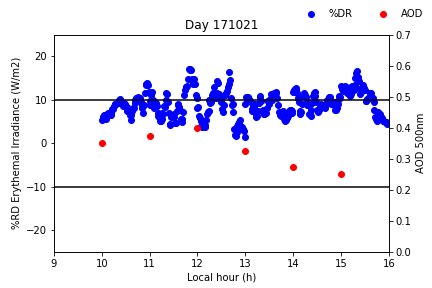 %DR AOD
Day 171021
%RD Erythemal Irradiance (W/m2)
20
10
0
−10
−20
0.7
0.6
0.5
0.4
0.3
0.2
0.1
0.0
AOD 500nm
9 10 11 12 13 14 15 16
Local hour (h)